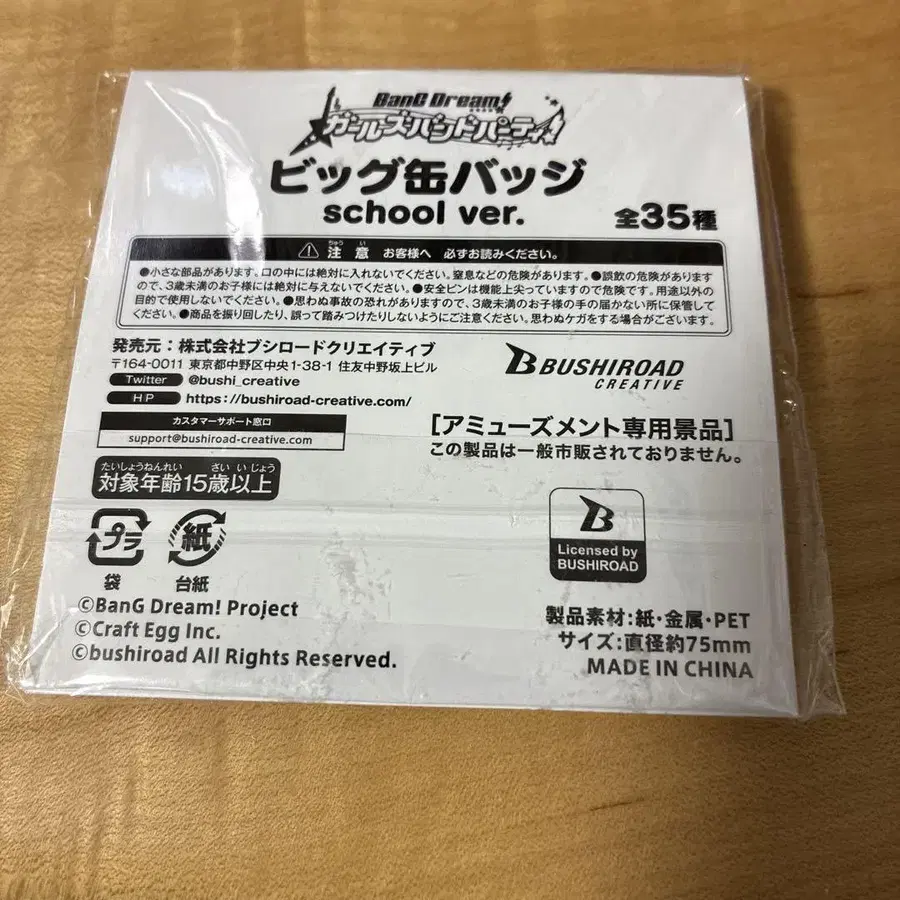 BanG Dream!
ガールズバンドパーティ!
ビッグ缶バッジ
school ver.
全35種
ちゅう い
注意 お客様へ 必ずお読みください。
●小さな部品があります。口の中には絶対に入れないでください。窒息などの危険があります。●誤飲の危険があります
ので、3歳未満のお子様には絶対に与えないでください。●安全ピンは機能上尖っていますので危険です。用途以外の
目的で使用しないでください。●思わぬ事故の恐れがありますので、3歳未満のお子様の手の届かない所に保管して
ください。●商品を振り回したり、誤って踏みつけたりしないようにご注意ください。思わぬケガをする場合がございます。
発売元:株式会社ブシロードクリエイティブ
〒164-0011 東京都中野区中央1-38-1 住友中野坂上ビル
Twitter @bushi_creative
HP https://bushiroad-creative.com/
カスタマーサポート窓口
support@bushiroad-creative.com
BUSHIROAD
CREATIVE
[アミューズメント専用景品]
この製品は一般市販されておりません。
たいしょうねんれい さい いじょう
対象年齢15歳以上
プラ
袋
紙
台紙
B
Licensed by
BUSHIROAD
©BanG Dream! Project
©Craft Egg Inc.
©bushiroad All Rights Reserved.
製品素材:紙・金属・PET
サイズ:直径約75mm
MADE IN CHINA